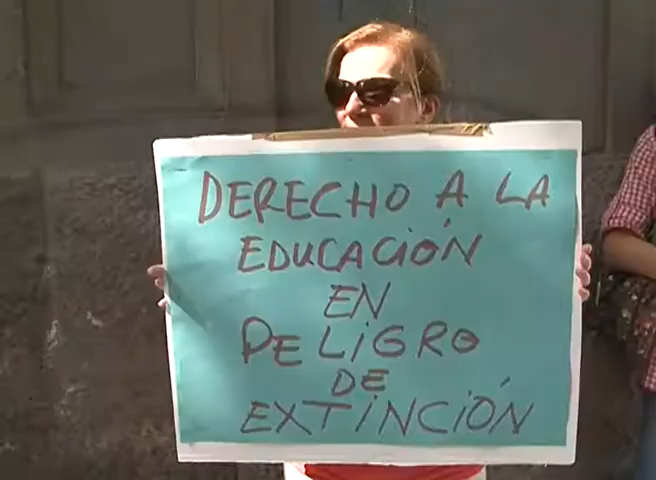 DERECHO A LA
EDUCACIÓN
EN
PELIGRO
DE
EXTINCIÓN